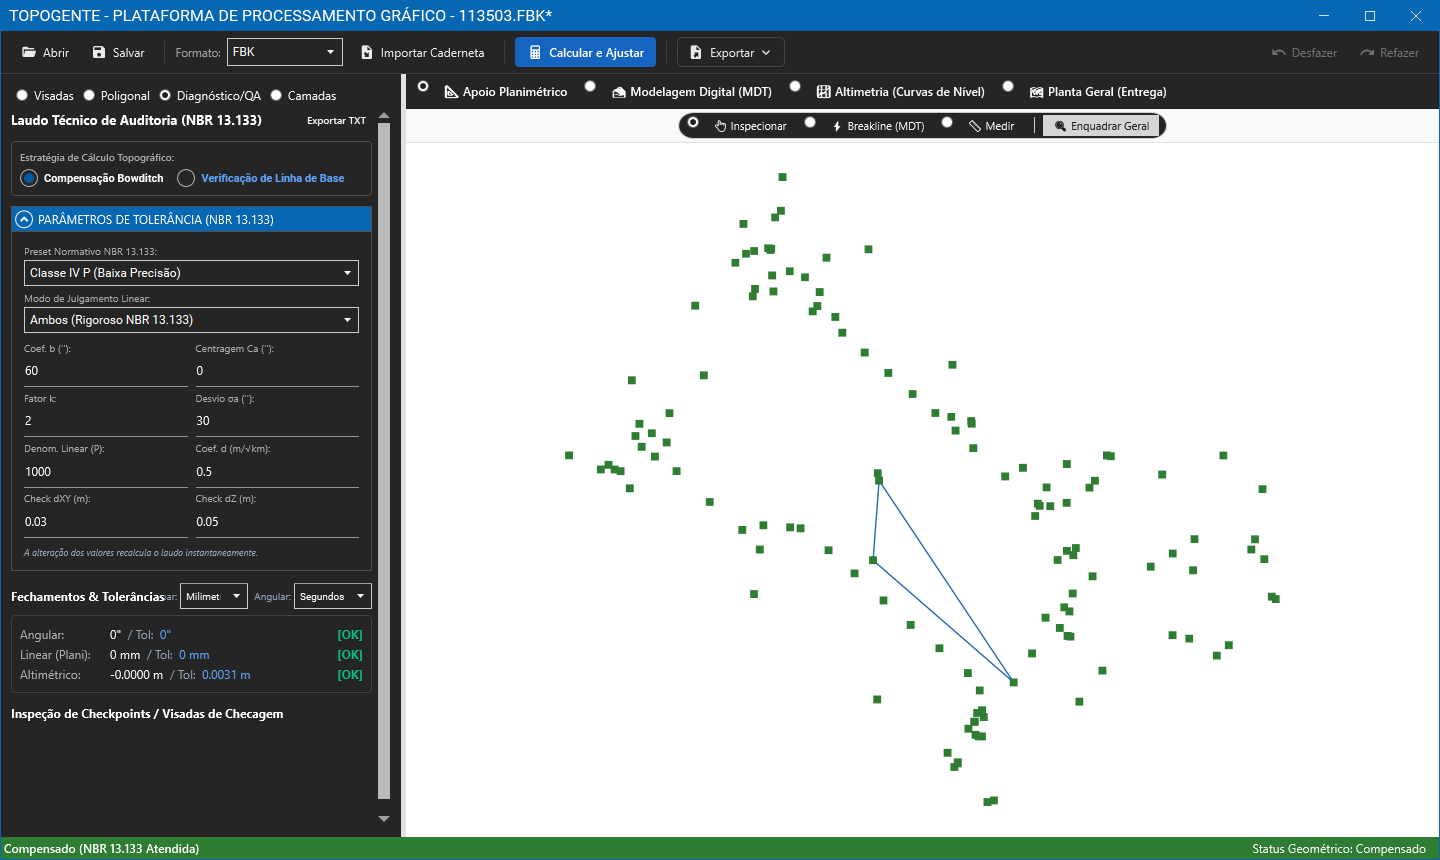 TOPOGENTE - PLATAFORMA DE PROCESSAMENTO GRÁFICO - 113503.FBK*
Abrir Salvar Formato: FBK Importar Caderneta Calcular e Ajustar Exportar Desfazer Refazer
Visadas Poligonal Diagnóstico/QA Camadas
Apoio Planimétrico Modelagem Digital (MDT) Altimetria (Curvas de Nível) Planta Geral (Entrega)
Inspecionar Breakline (MDT) Medir Enquadrar Geral
Laudo Técnico de Auditoria (NBR 13.133) Exportar TXT
Estratégia de Cálculo Topográfico:
Compensação Bowditch Verificação de Linha de Base
PARÂMETROS DE TOLERÂNCIA (NBR 13.133)
Preset Normativo NBR 13.133:
Classe IV P (Baixa Precisão)
Modo de Julgamento Linear:
Ambos (Rigoroso NBR 13.133)
Coef. b ("): Centragem Ca ("):
60 0
Fator k: Desvio σa ("):
2 30
Denom. Linear (P): Coef. d (m/√km):
1000 0.5
Check dXY (m): Check dZ (m):
0.03 0.05
A alteração dos valores recalcula o laudo instantaneamente.
Fechamentos & Tolerâncias ar: Milimet Angular: Segundos
Angular: 0" / Tol: 0" [OK]
Linear (Plani): 0 mm / Tol: 0 mm [OK]
Altimétrico: -0.0000 m / Tol: 0.0031 m [OK]
Inspeção de Checkpoints / Visadas de Checagem
Compensado (NBR 13.133 Atendida) Status Geométrico: Compensado